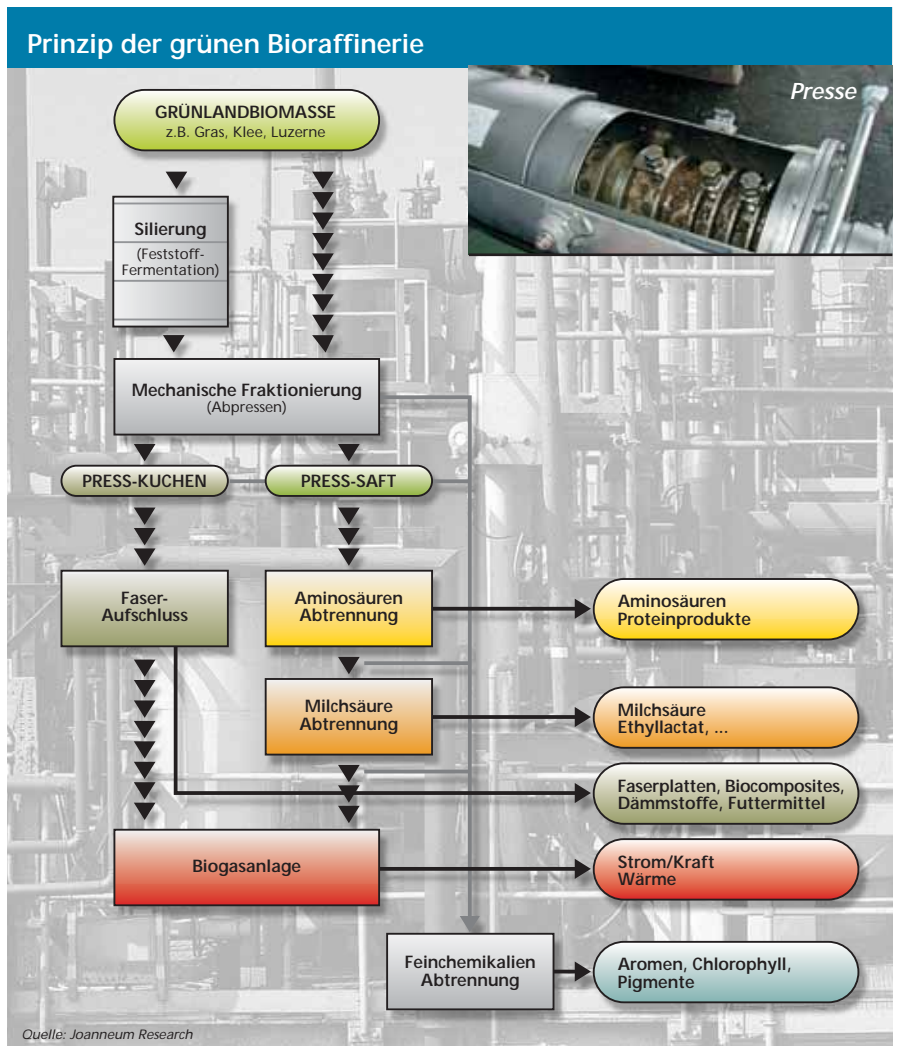 Prinzip der grünen Bioraffinerie
Presse
GRÜNLANDBIOMASSE
z.B. Gras, Klee, Luzerne
Silierung
(Feststoff-
Fermentation)
Mechanische Fraktionierung
(Abpressen)
PRESS-KUCHEN
PRESS-SAFT
Faser-
Aufschluss
Aminosäuren
Abtrennung
Aminosäuren
Proteinprodukte
Milchsäure
Abtrennung
Milchsäure
Ethyllactat, ...
Faserplatten, Biocomposites,
Dämmstoffe, Futtermittel
Biogasanlage
Strom/Kraft
Wärme
Feinchemikalien
Abtrennung
Aromen, Chlorophyll,
Pigmente
Quelle: Joanneum Research